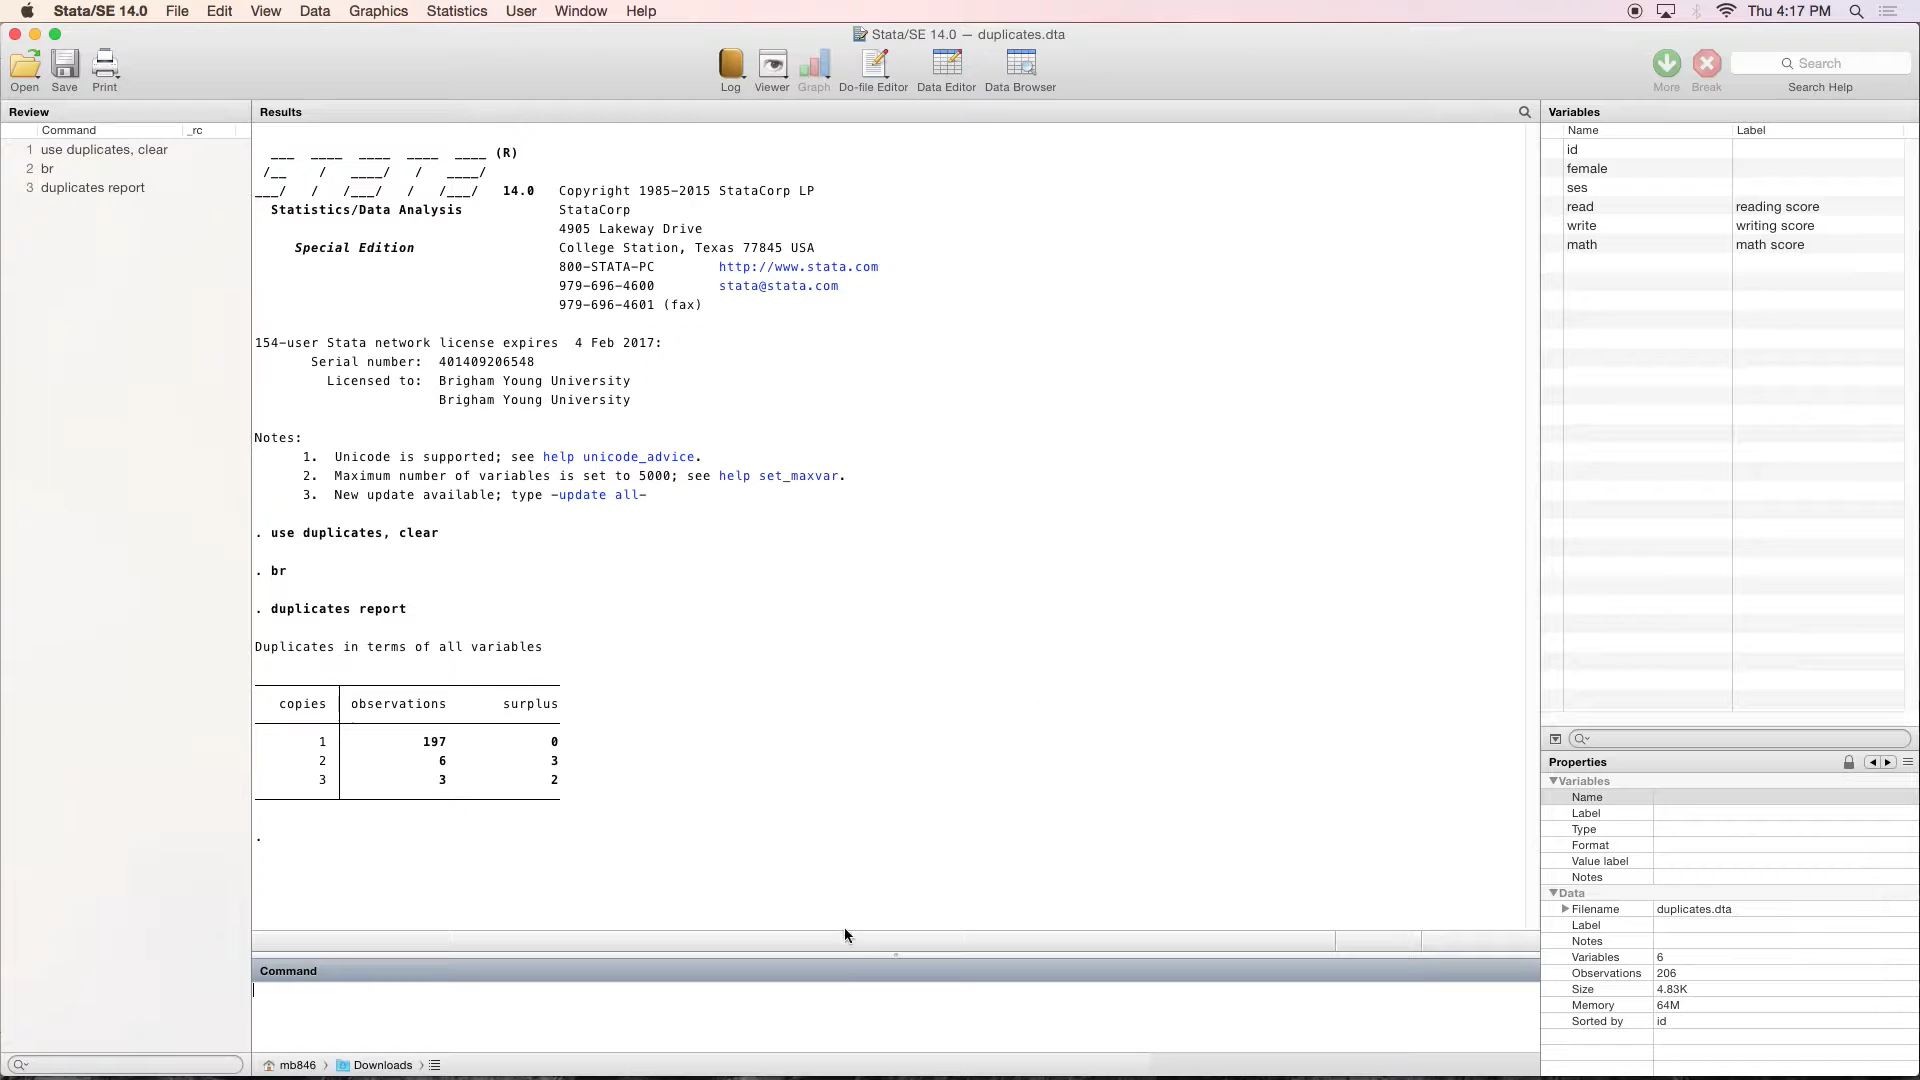 Stata/SE 14.0 File Edit View Data Graphics Statistics User Window Help Thu 4:17 PM
Stata/SE 14.0 — duplicates.dta
Open Save Print Log Viewer Graph Do-file Editor Data Editor Data Browser More Break Search
Search Help
Review
Command _rc
1 use duplicates, clear
2 br
3 duplicates report
Results
(R)
14.0 Copyright 1985-2015 StataCorp LP
Statistics/Data Analysis StataCorp
4905 Lakeway Drive
Special Edition College Station, Texas 77845 USA
800-STATA-PC http://www.stata.com
979-696-4600 stata@stata.com
979-696-4601 (fax)
154-user Stata network license expires 4 Feb 2017:
Serial number: 401409206548
Licensed to: Brigham Young University
Brigham Young University
Notes:
1. Unicode is supported; see help unicode_advice.
2. Maximum number of variables is set to 5000; see help set_maxvar.
3. New update available; type -update all-
. use duplicates, clear
. br
. duplicates report
Duplicates in terms of all variables
copies observations surplus
1 197 0
2 6 3
3 3 2
.
Command
mb846 Downloads
Variables
Name Label
id
female
ses
read reading score
write writing score
math math score
Properties
Variables
Name
Label
Type
Format
Value label
Notes
Data
Filename duplicates.dta
Label
Notes
Variables 6
Observations 206
Size 4.83K
Memory 64M
Sorted by id